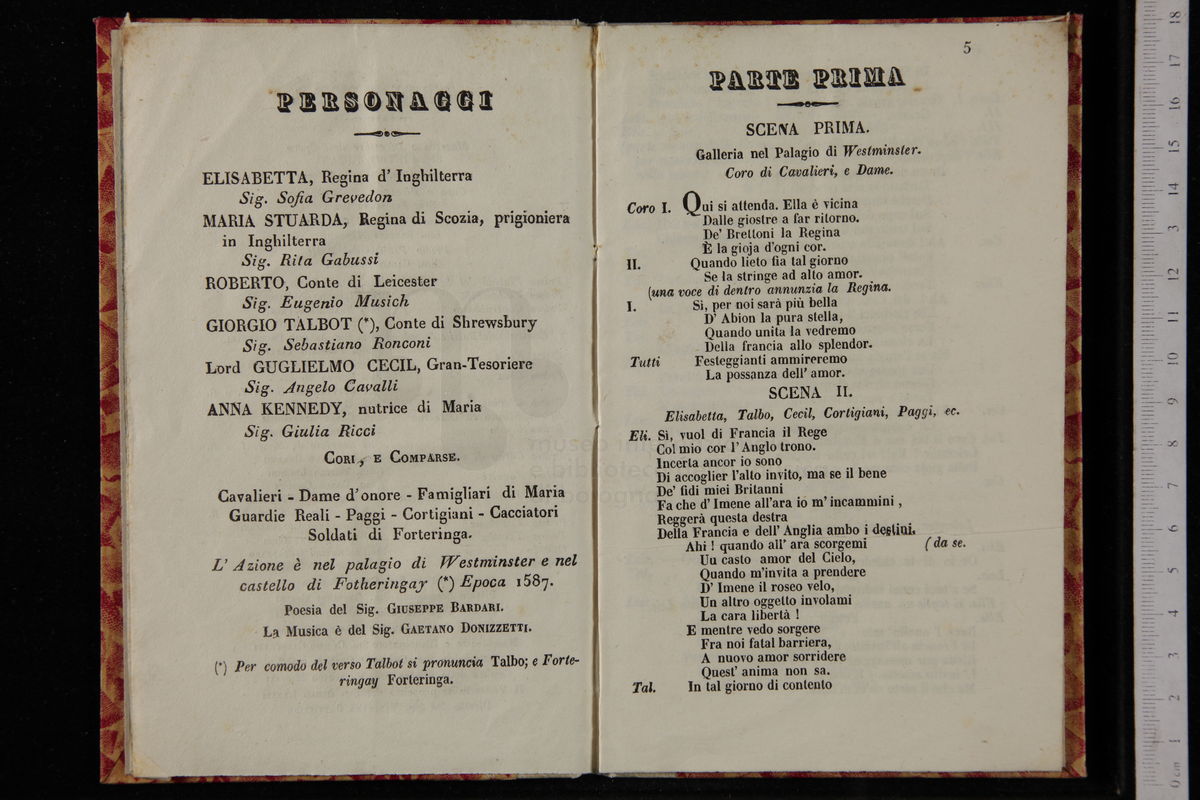 PERSONAGGI
ELISABETTA, Regina d' Inghilterra
Sig. Sofia Grevedon
MARIA STUARDA, Regina di Scozia, prigioniera
in Inghilterra
Sig. Rita Gabussi
ROBERTO, Conte di Leicester
Sig. Eugenio Musich
GIORGIO TALBOT (*), Conte di Shrewsbury
Sig. Sebastiano Ronconi
Lord GUGLIELMO CECIL, Gran-Tesoriere
Sig. Angelo Cavalli
ANNA KENNEDY, nutrice di Maria
Sig. Giulia Ricci
CORI, E COMPARSE.
Cavalieri - Dame d'onore - Famigliari di Maria
Guardie Reali - Paggi - Cortigiani - Cacciatori
Soldati di Forteringa.
L' Azione è nel palagio di Westminster e nel
castello di Fotheringay (*) Epoca 1587.
Poesia del Sig. GIUSEPPE BARDARI.
La Musica è del Sig. GAETANO DONIZZETTI.
(*) Per comodo del verso Talbot si pronuncia Talbo; e Forte-
ringay Forteringa.
5
PARTE PRIMA
SCENA PRIMA.
Galleria nel Palagio di Westminster.
Coro di Cavalieri, e Dame.
Coro I. Qui si attenda. Ella è vicina
Dalle giostre a far ritorno.
De' Brettoni la Regina
È la gioja d'ogni cor.
II. Quando lieto fia tal giorno
Se la stringe ad alto amor.
(una voce di dentro annunzia la Regina.
I. Sì, per noi sarà più bella
D' Abion la pura stella,
Quando unita la vedremo
Della francia allo splendor.
Tutti Festeggianti ammireremo
La possanza dell' amor.
SCENA II.
Elisabetta, Talbo, Cecil, Cortigiani, Paggi, ec.
Eli. Sì, vuol di Francia il Rege
Col mio cor l' Anglo trono.
Incerta ancor io sono
Di accoglier l'alto invito, ma se il bene
De' fidi miei Britanni
Fa che d' Imene all'ara io m' incammini ,
Reggerà questa destra
Della Francia e dell' Anglia ambo i destini.
Ahi ! quando all' ara scorgemi (da se.
Un casto amor del Cielo,
Quando m'invita a prendere
D' Imene il roseo velo,
Un altro oggetto involami
La cara libertà !
E mentre vedo sorgere
Fra noi fatal barriera,
A nuovo amor sorridere
Quest' anima non sa.
Tal. In tal giorno di contento